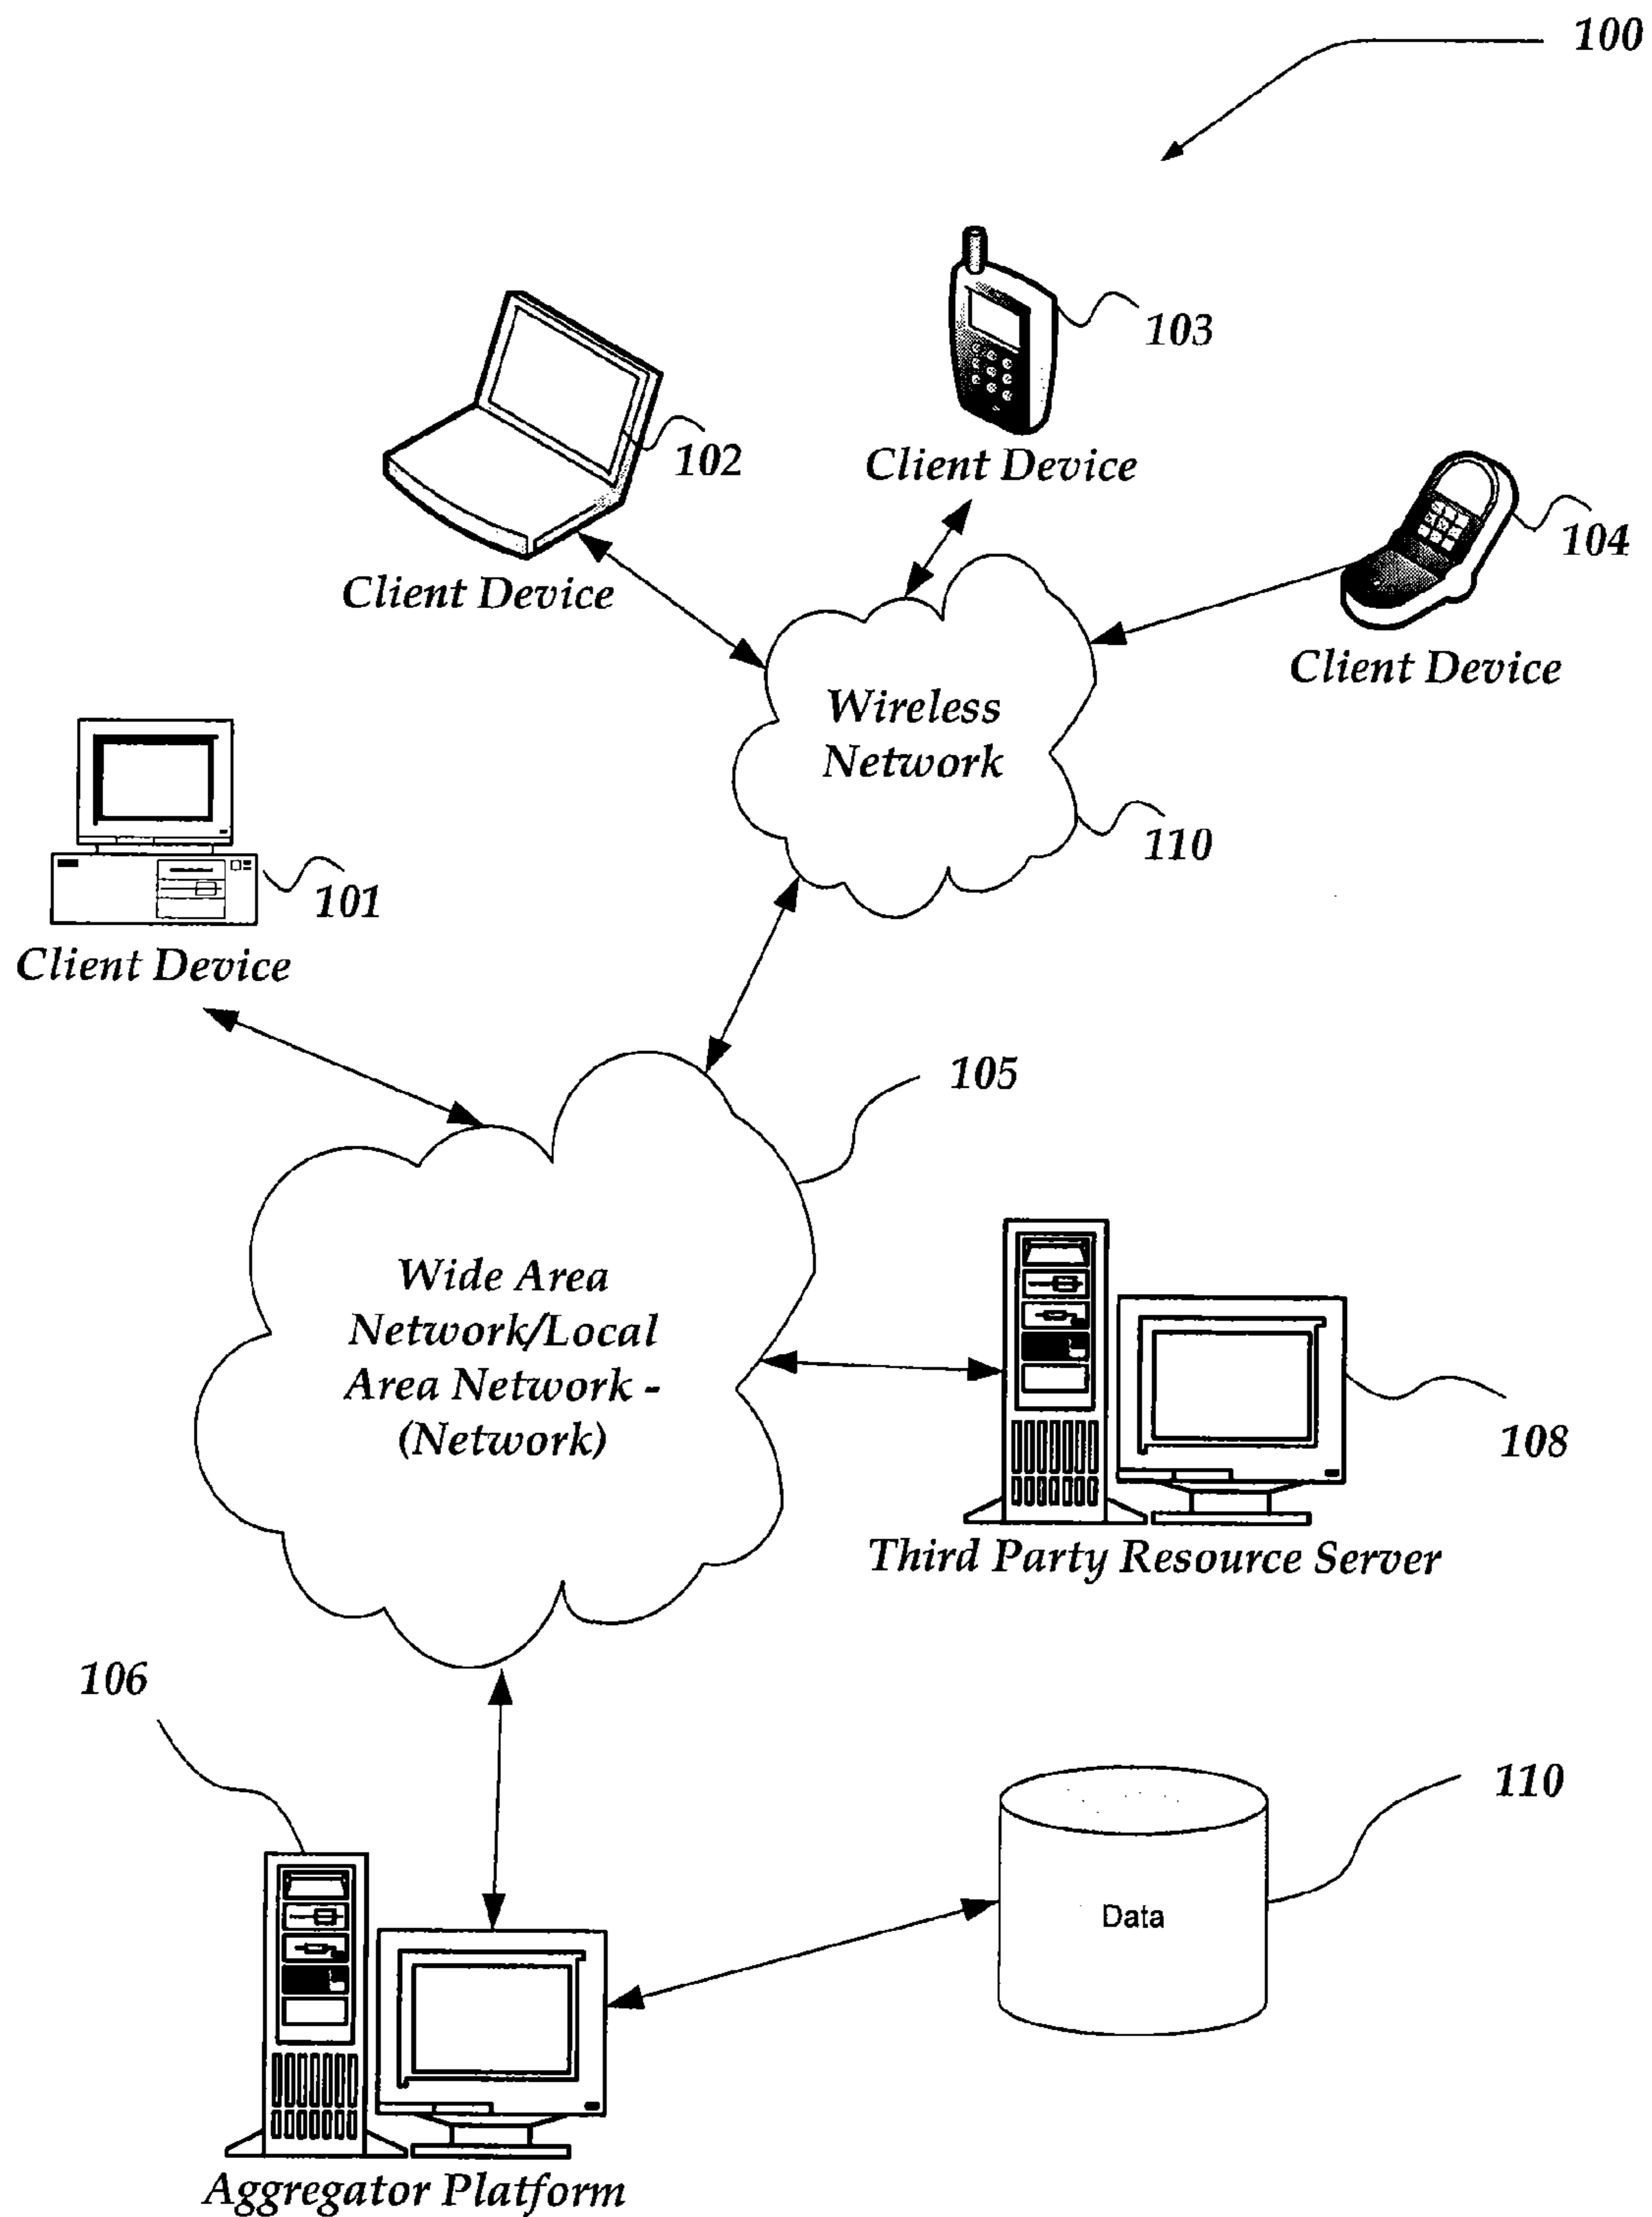 100
103
102
Client Device
104
Client Device
Client Device
Wireless
Network
110
101
Client Device
105
Wide Area
Network/Local
Area Network -
(Network)
108
Third Party Resource Server
106
110
Data
Aggregator Platform